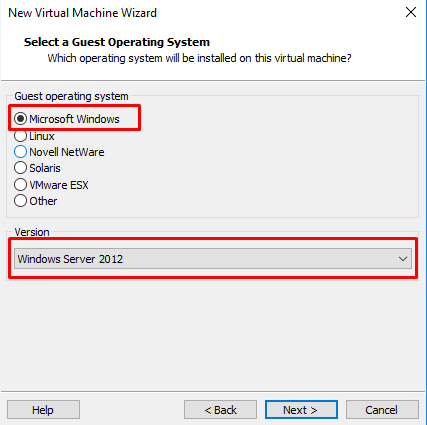 New Virtual Machine Wizard
Select a Guest Operating System
Which operating system will be installed on this virtual machine?
Guest operating system
Microsoft Windows
Linux
Novell NetWare
Solaris
VMware ESX
Other
Version
Windows Server 2012
Help
< Back
Next >
Cancel